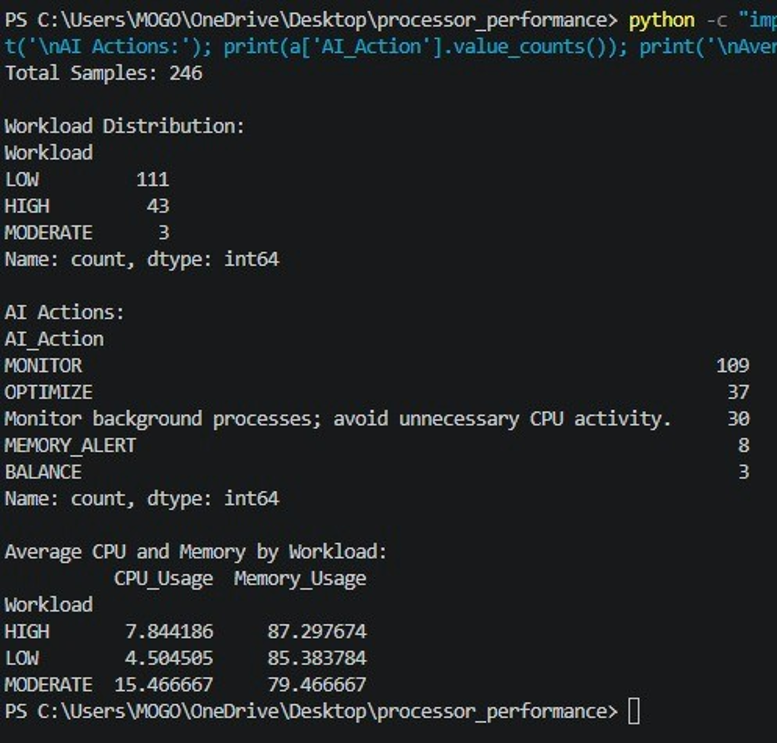 PS C:\Users\MOGO\OneDrive\Desktop\processor_performance> python -c "imp
t('\nAI Actions:'); print(a['AI_Action'].value_counts()); print('\nAver
Total Samples: 246
Workload Distribution:
Workload
LOW 111
HIGH 43
MODERATE 3
Name: count, dtype: int64
AI Actions:
AI_Action
MONITOR 109
OPTIMIZE 37
Monitor background processes; avoid unnecessary CPU activity. 30
MEMORY_ALERT 8
BALANCE 3
Name: count, dtype: int64
Average CPU and Memory by Workload:
CPU_Usage Memory_Usage
Workload
HIGH 7.844186 87.297674
LOW 4.504505 85.383784
MODERATE 15.466667 79.466667
PS C:\Users\MOGO\OneDrive\Desktop\processor_performance>